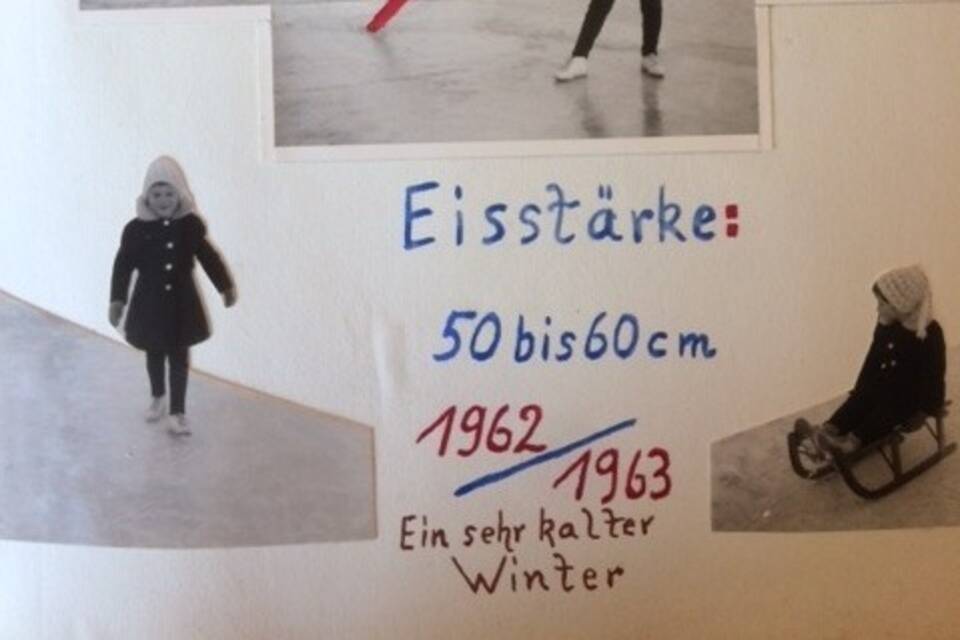 Eisstärke:
50 bis 60 cm
1962/1963
Ein sehr kalter
Winter